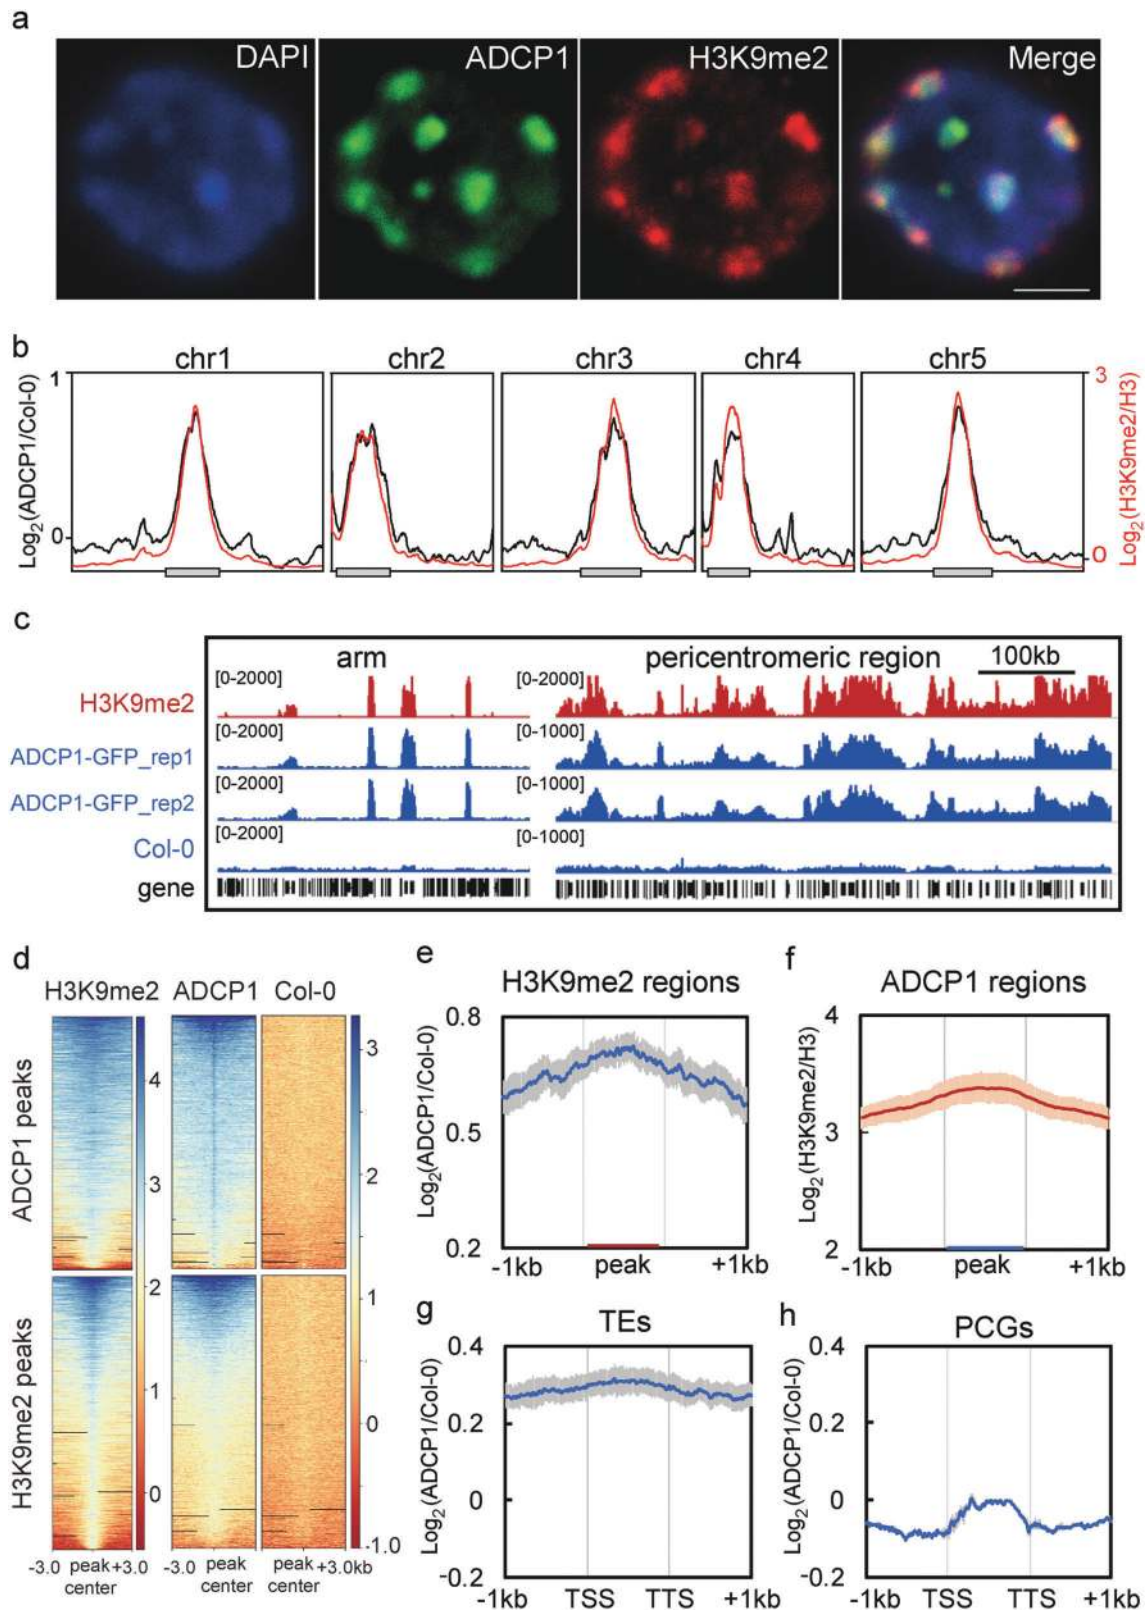 a
DAPI ADCP1 H3K9me2 Merge
b
chr1 chr2 chr3 chr4 chr5
Log2(ADCP1/Col-0)
1
0
3
0
Log2(H3K9me2/H3)
c
arm pericentromeric region 100kb
H3K9me2 [0-2000] [0-2000]
ADCP1-GFP_rep1 [0-2000] [0-1000]
ADCP1-GFP_rep2 [0-2000] [0-1000]
Col-0 [0-2000] [0-1000]
gene
d
H3K9me2 ADCP1 Col-0
ADCP1 peaks
H3K9me2 peaks
4
3
2
1
0
3
2
1
0
-1.0
-3.0 peak center +3.0
-3.0 peak center
peak center +3.0kb
e
H3K9me2 regions
Log2(ADCP1/Col-0)
0.8
0.5
0.2
-1kb peak +1kb
f
ADCP1 regions
Log2(H3K9me2/H3)
4
3
2
-1kb peak +1kb
g
TEs
Log2(ADCP1/Col-0)
0.4
0.2
0
-0.2
-1kb TSS TTS +1kb
h
PCGs
Log2(ADCP1/Col-0)
0.4
0.2
0
-0.2
-1kb TSS TTS +1kb